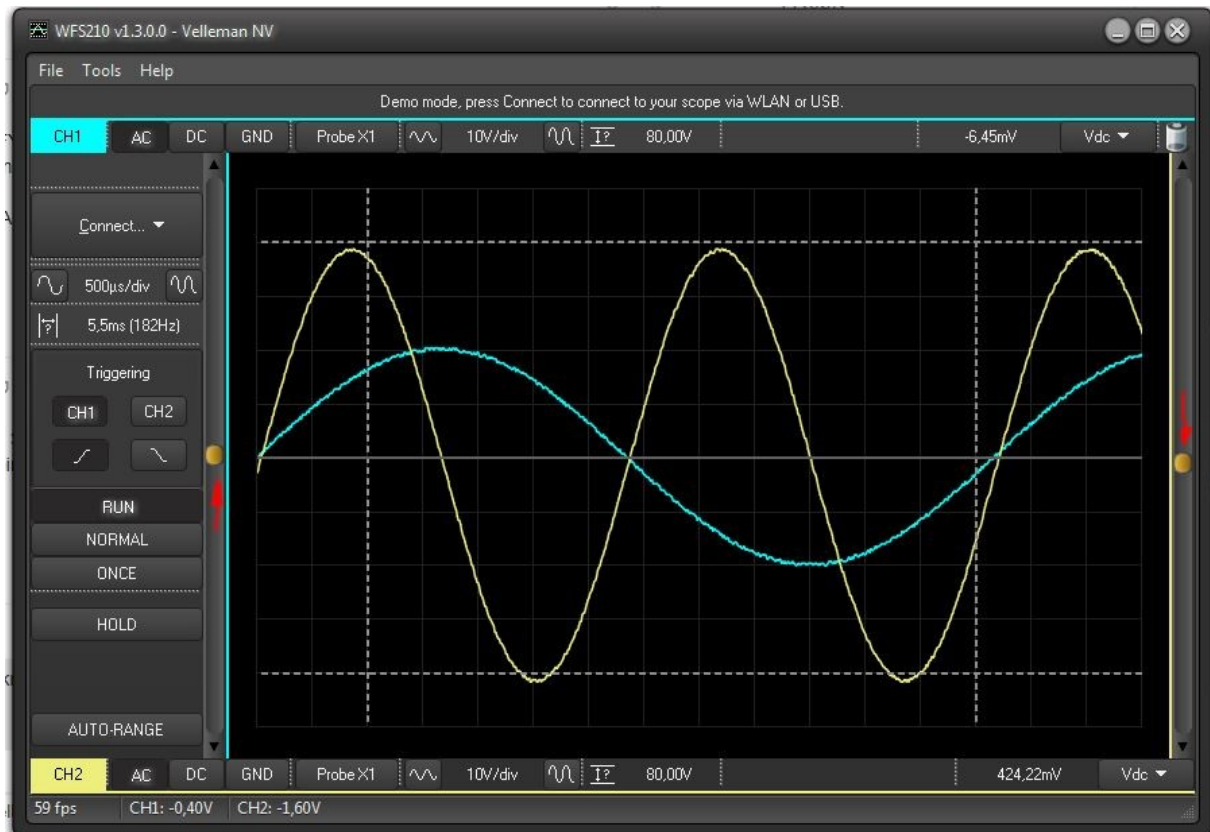 WFS210 v1.3.0.0 - Velleman NV
File Tools Help
Demo mode, press Connect to connect to your scope via WLAN or USB.
CH1 AC DC GND Probe X1 10V/div 80,00V -6,45mV Vdc
Connect...
500µs/div
5,5ms (182Hz)
Triggering
CH1 CH2
RUN
NORMAL
ONCE
HOLD
AUTO-RANGE
CH2 AC DC GND Probe X1 10V/div 80,00V 424,22mV Vdc
59 fps CH1: -0,40V CH2: -1,60V